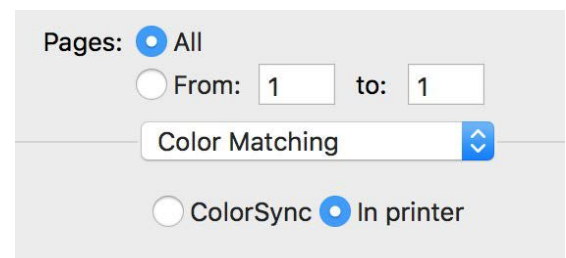 Pages: All
From: 1 to: 1
Color Matching
ColorSync In printer